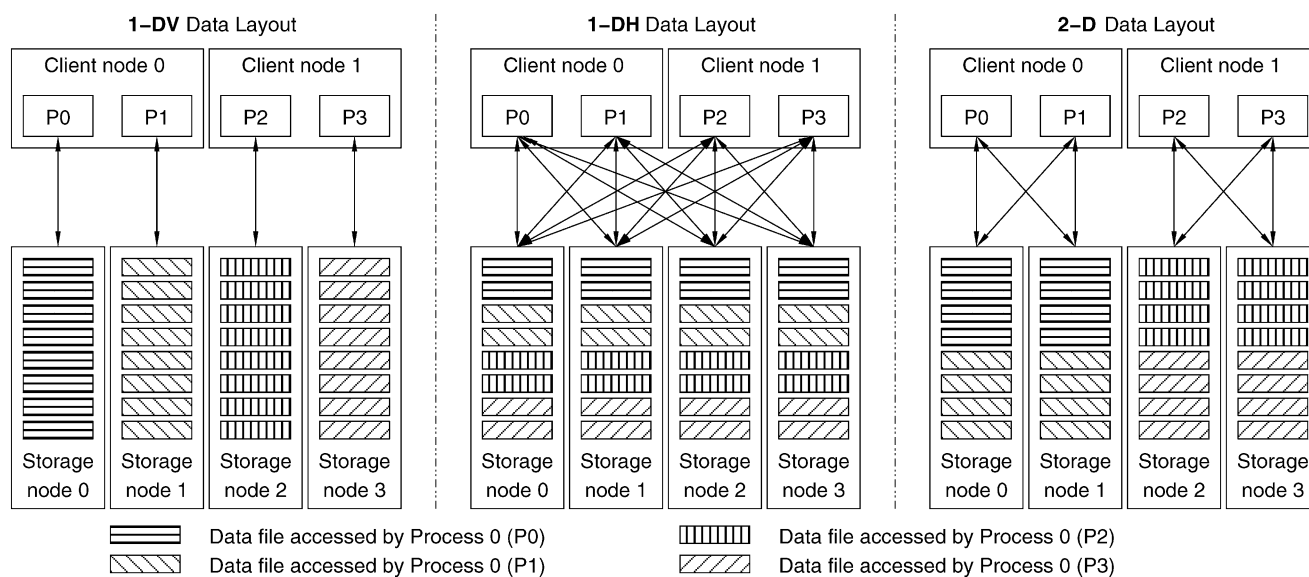 1–DV Data Layout
Client node 0
Client node 1
P0
P1
P2
P3
Storage node 0
Storage node 1
Storage node 2
Storage node 3
1–DH Data Layout
Client node 0
Client node 1
P0
P1
P2
P3
Storage node 0
Storage node 1
Storage node 2
Storage node 3
2–D Data Layout
Client node 0
Client node 1
P0
P1
P2
P3
Storage node 0
Storage node 1
Storage node 2
Storage node 3
Data file accessed by Process 0 (P0)
Data file accessed by Process 0 (P1)
Data file accessed by Process 0 (P2)
Data file accessed by Process 0 (P3)